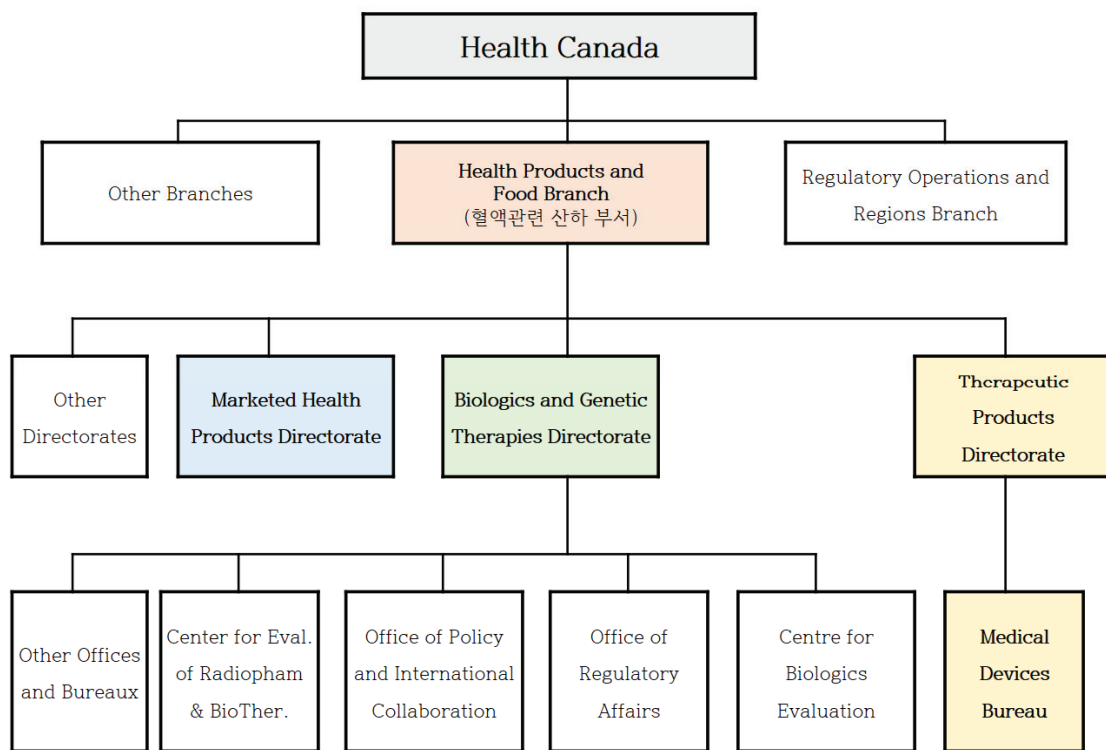 Health Canada
Other Branches
Health Products and
Food Branch
(혈액관련 산하 부서)
Regulatory Operations and
Regions Branch
Other
Directorates
Marketed Health
Products Directorate
Biologics and Genetic
Therapies Directorate
Therapeutic
Products
Directorate
Other Offices
and Bureaux
Center for Eval.
of Radiopham
& BioTher.
Office of Policy
and International
Collaboration
Office of
Regulatory
Affairs
Centre for
Biologics
Evaluation
Medical
Devices
Bureau